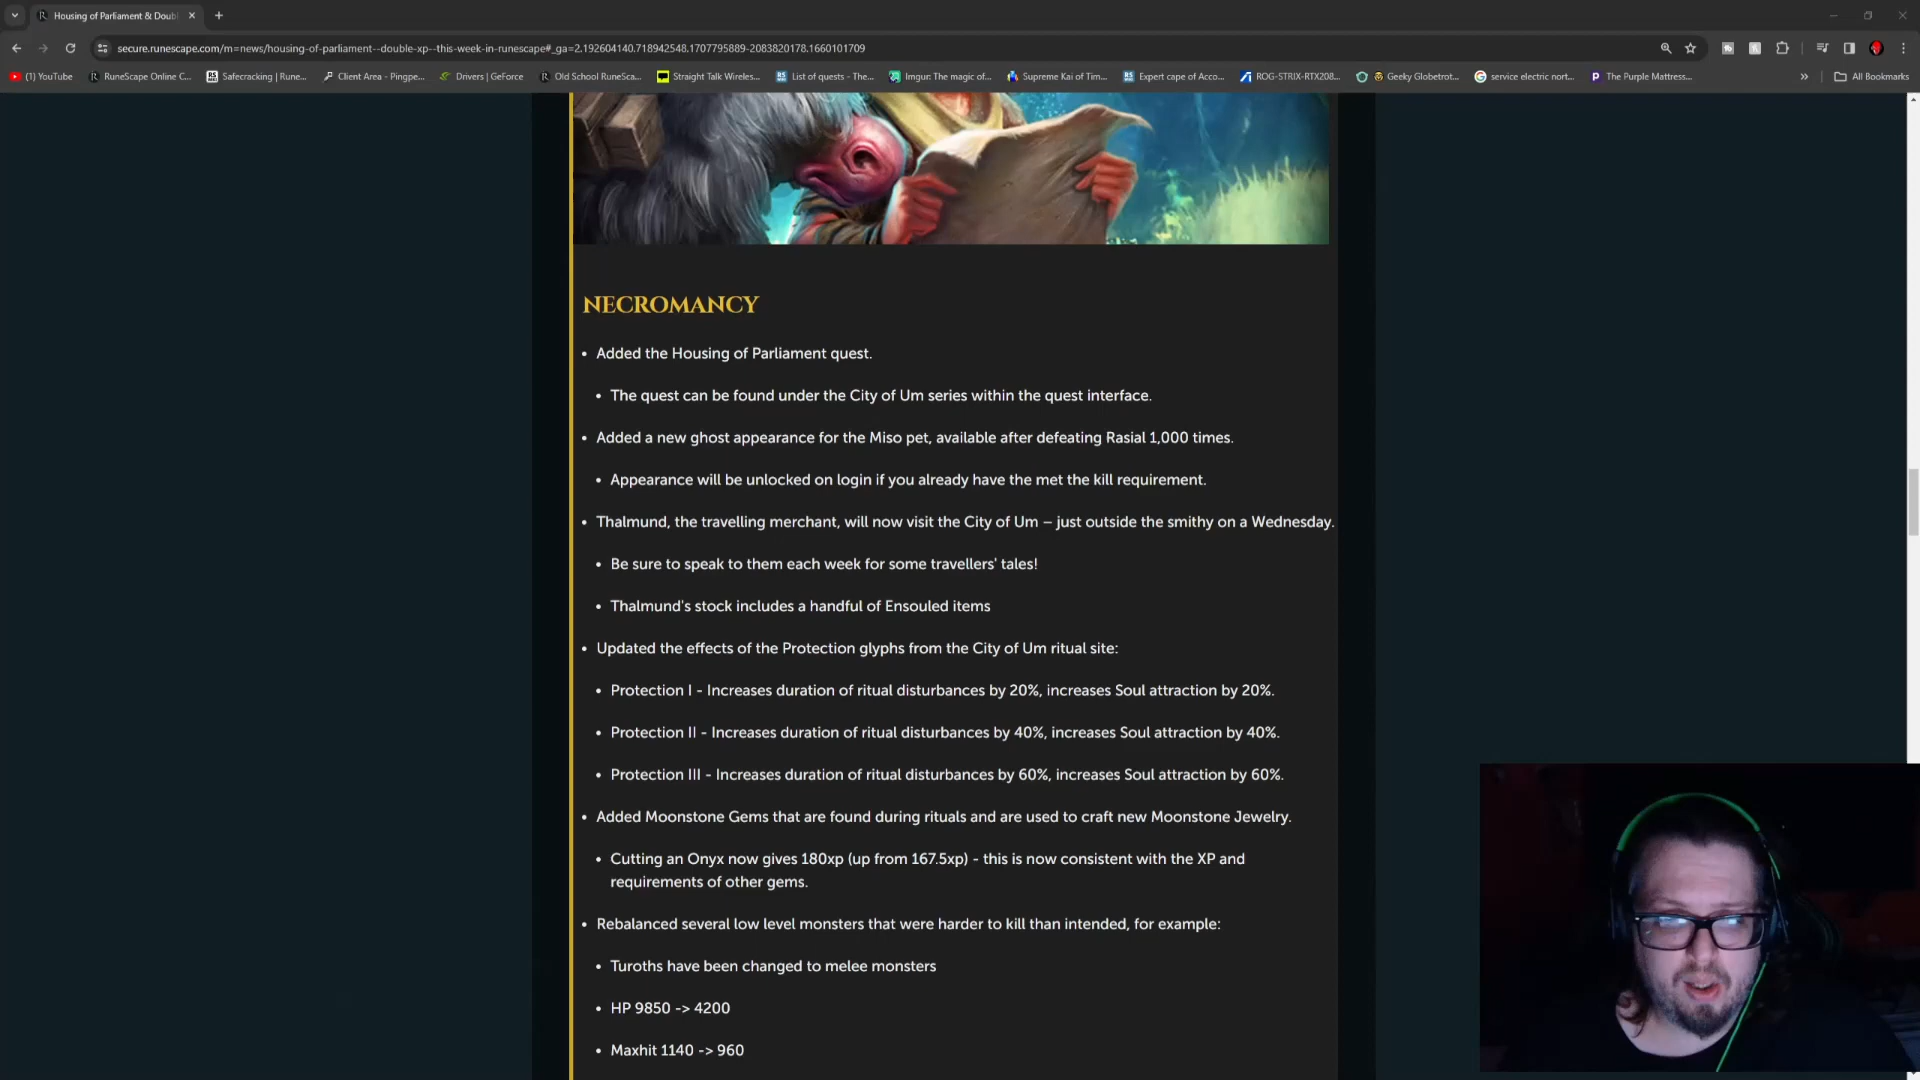 Housing of Parliament & Doubl
secure.runescape.com/m=news/housing-of-parliament--double-xp--this-week-in-runescape#_ga=2.192604140.718942548.1707795889-2083820178.1660101709
(1) YouTube
RuneScape Online C...
Safecracking | Rune...
Client Area - Pingpe...
Drivers | GeForce
Old School RuneSca...
Straight Talk Wireles...
List of quests - The...
Imgur: The magic of...
Supreme Kai of Tim...
Expert cape of Acco...
ROG-STRIX-RTX208...
Geeky Globetrot...
service electric nort...
The Purple Mattress...
All Bookmarks
NECROMANCY
• Added the Housing of Parliament quest.
• The quest can be found under the City of Um series within the quest interface.
• Added a new ghost appearance for the Miso pet, available after defeating Rasial 1,000 times.
• Appearance will be unlocked on login if you already have the met the kill requirement.
• Thalmund, the travelling merchant, will now visit the City of Um – just outside the smithy on a Wednesday.
• Be sure to speak to them each week for some travellers' tales!
• Thalmund's stock includes a handful of Ensouled items
• Updated the effects of the Protection glyphs from the City of Um ritual site:
• Protection I - Increases duration of ritual disturbances by 20%, increases Soul attraction by 20%.
• Protection II - Increases duration of ritual disturbances by 40%, increases Soul attraction by 40%.
• Protection III - Increases duration of ritual disturbances by 60%, increases Soul attraction by 60%.
• Added Moonstone Gems that are found during rituals and are used to craft new Moonstone Jewelry.
• Cutting an Onyx now gives 180xp (up from 167.5xp) - this is now consistent with the XP and
requirements of other gems.
• Rebalanced several low level monsters that were harder to kill than intended, for example:
• Turoths have been changed to melee monsters
• HP 9850 -> 4200
• Maxhit 1140 -> 960